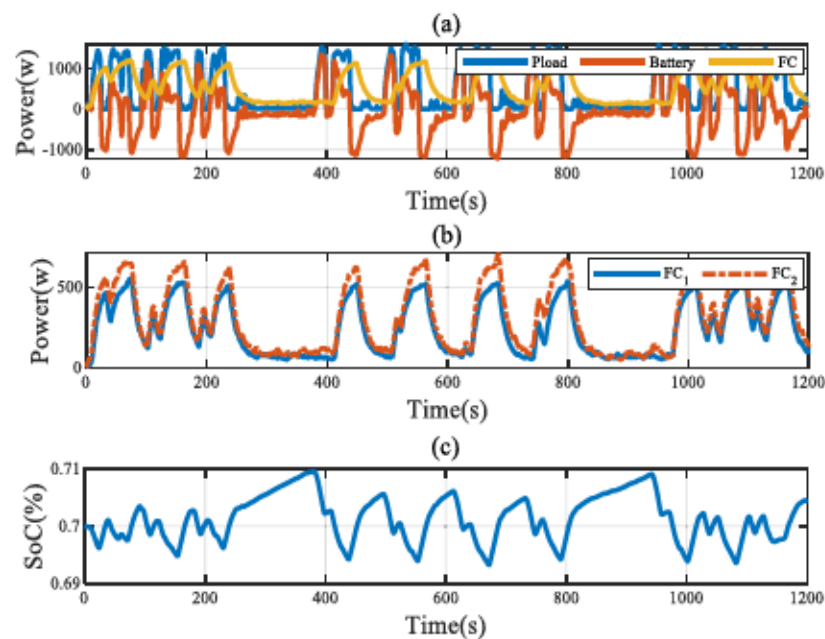 (a)
Pload Battery FC
Power(w)
1000
0
-1000
0 200 400 600 800 1000 1200
Time(s)
(b)
FC1 FC2
Power(w)
500
0
0 200 400 600 800 1000 1200
Time(s)
(c)
SoC(%)
0.71
0.7
0.69
0 200 400 600 800 1000 1200
Time(s)